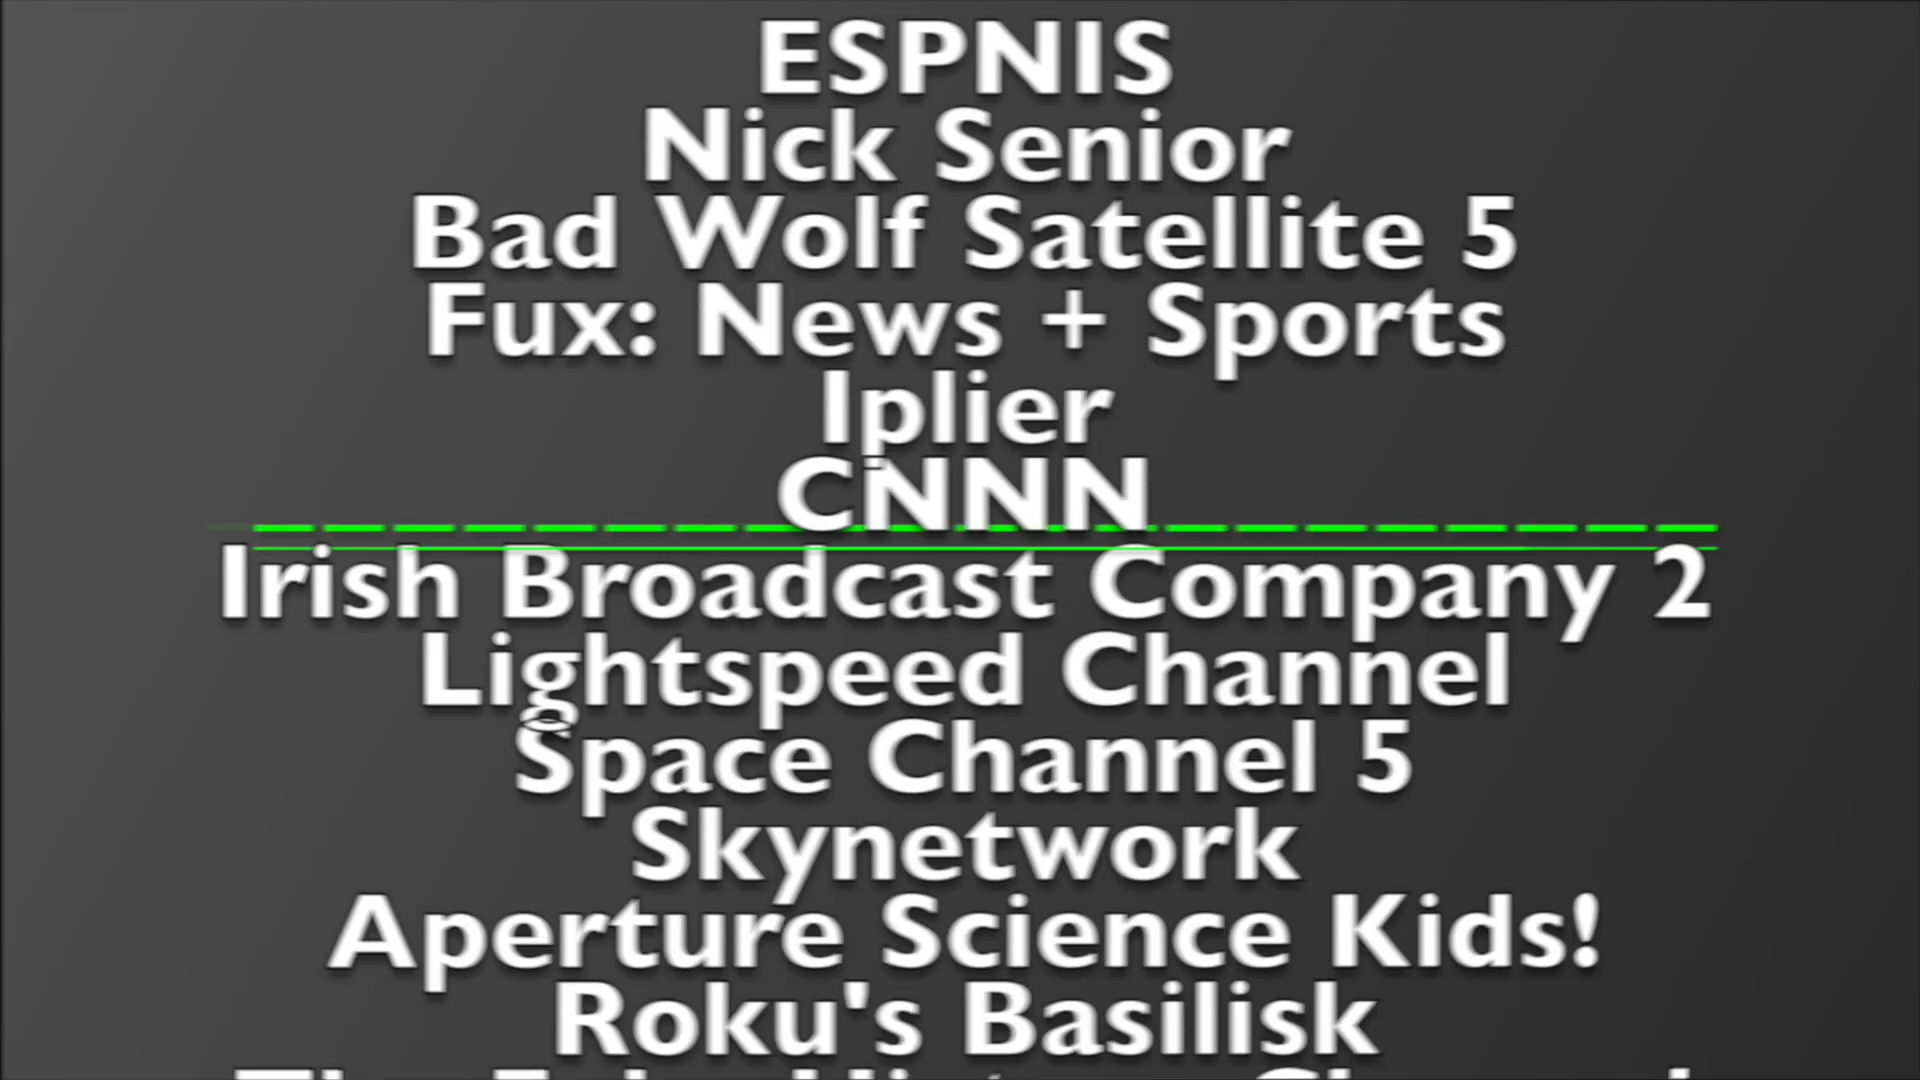 ESPNIS
Nick Senior
Bad Wolf Satellite 5
Fux: News + Sports
Iplier
CNNN
Irish Broadcast Company 2
Lightspeed Channel
Space Channel 5
Skynetwork
Aperture Science Kids!
Roku's Basilisk